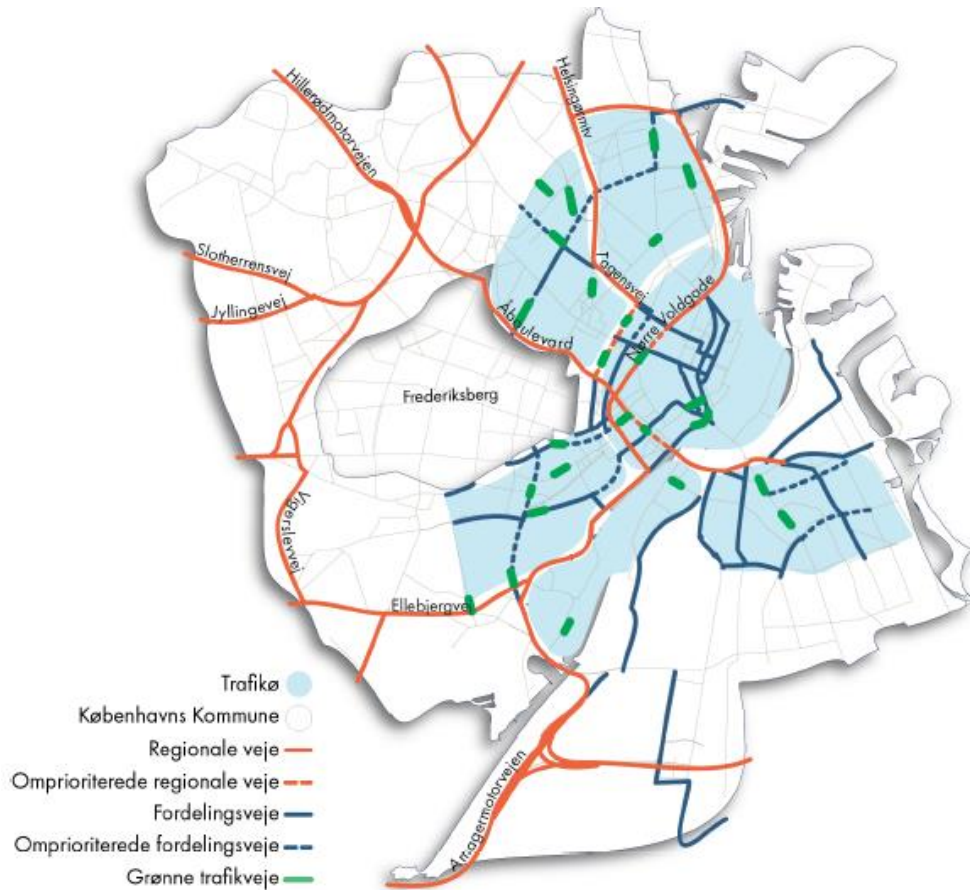 Hillerødmotorvejen
Helsingørmtv
Slotherrensvej
Jyllingevej
Tagensvej
Åboulevard
Nørre Voldgade
Frederiksberg
Vigerslevvej
Ellebjergvej
Amagermotorvejen
Trafikø
Københavns Kommune
Regionale veje
Omprioriterede regionale veje
Fordelingsveje
Omprioriterede fordelingsveje
Grønne trafikveje